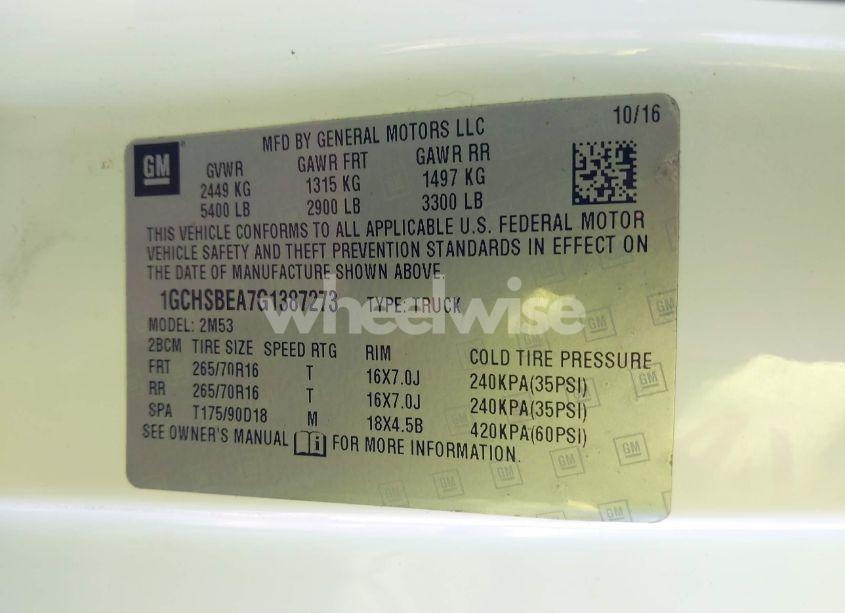 MFD BY GENERAL MOTORS LLC 10/16
GM
GVWR GAWR FRT GAWR RR
2449 KG 1315 KG 1497 KG
5400 LB 2900 LB 3300 LB
THIS VEHICLE CONFORMS TO ALL APPLICABLE U.S. FEDERAL MOTOR
VEHICLE SAFETY AND THEFT PREVENTION STANDARDS IN EFFECT ON
THE DATE OF MANUFACTURE SHOWN ABOVE.
1GCHSBEA7G1387273 TYPE: TRUCK
wheelwise
MODEL: 2M53
2BCM TIRE SIZE SPEED RTG RIM COLD TIRE PRESSURE
FRT 265/70R16 T 16X7.0J 240KPA(35PSI)
RR 265/70R16 T 16X7.0J 240KPA(35PSI)
SPA T175/90D18 M 18X4.5B 420KPA(60PSI)
SEE OWNER'S MANUAL FOR MORE INFORMATION.